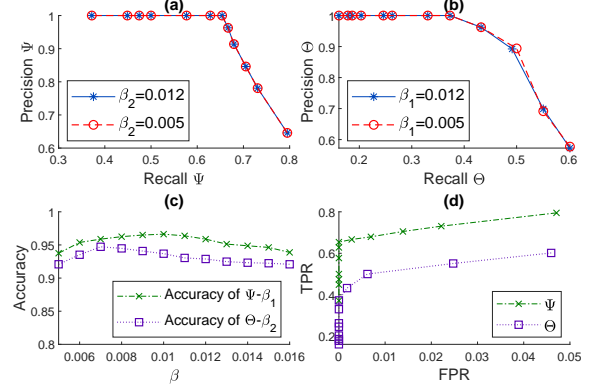 (a)
1
0.9
0.8
0.7
0.6
Precision Ψ
β2=0.012
β2=0.005
0.3 0.4 0.5 0.6 0.7 0.8
Recall Ψ
(b)
1
0.9
0.8
0.7
0.6
Precision Θ
β1=0.012
β1=0.005
0.2 0.3 0.4 0.5 0.6
Recall Θ
(c)
1
0.95
0.9
0.85
0.8
Accuracy
Accuracy of Ψ-β1
Accuracy of Θ-β2
0.006 0.008 0.01 0.012 0.014 0.016
β
(d)
0.8
0.6
0.4
0.2
TPR
Ψ
Θ
0 0.01 0.02 0.03 0.04 0.05
FPR